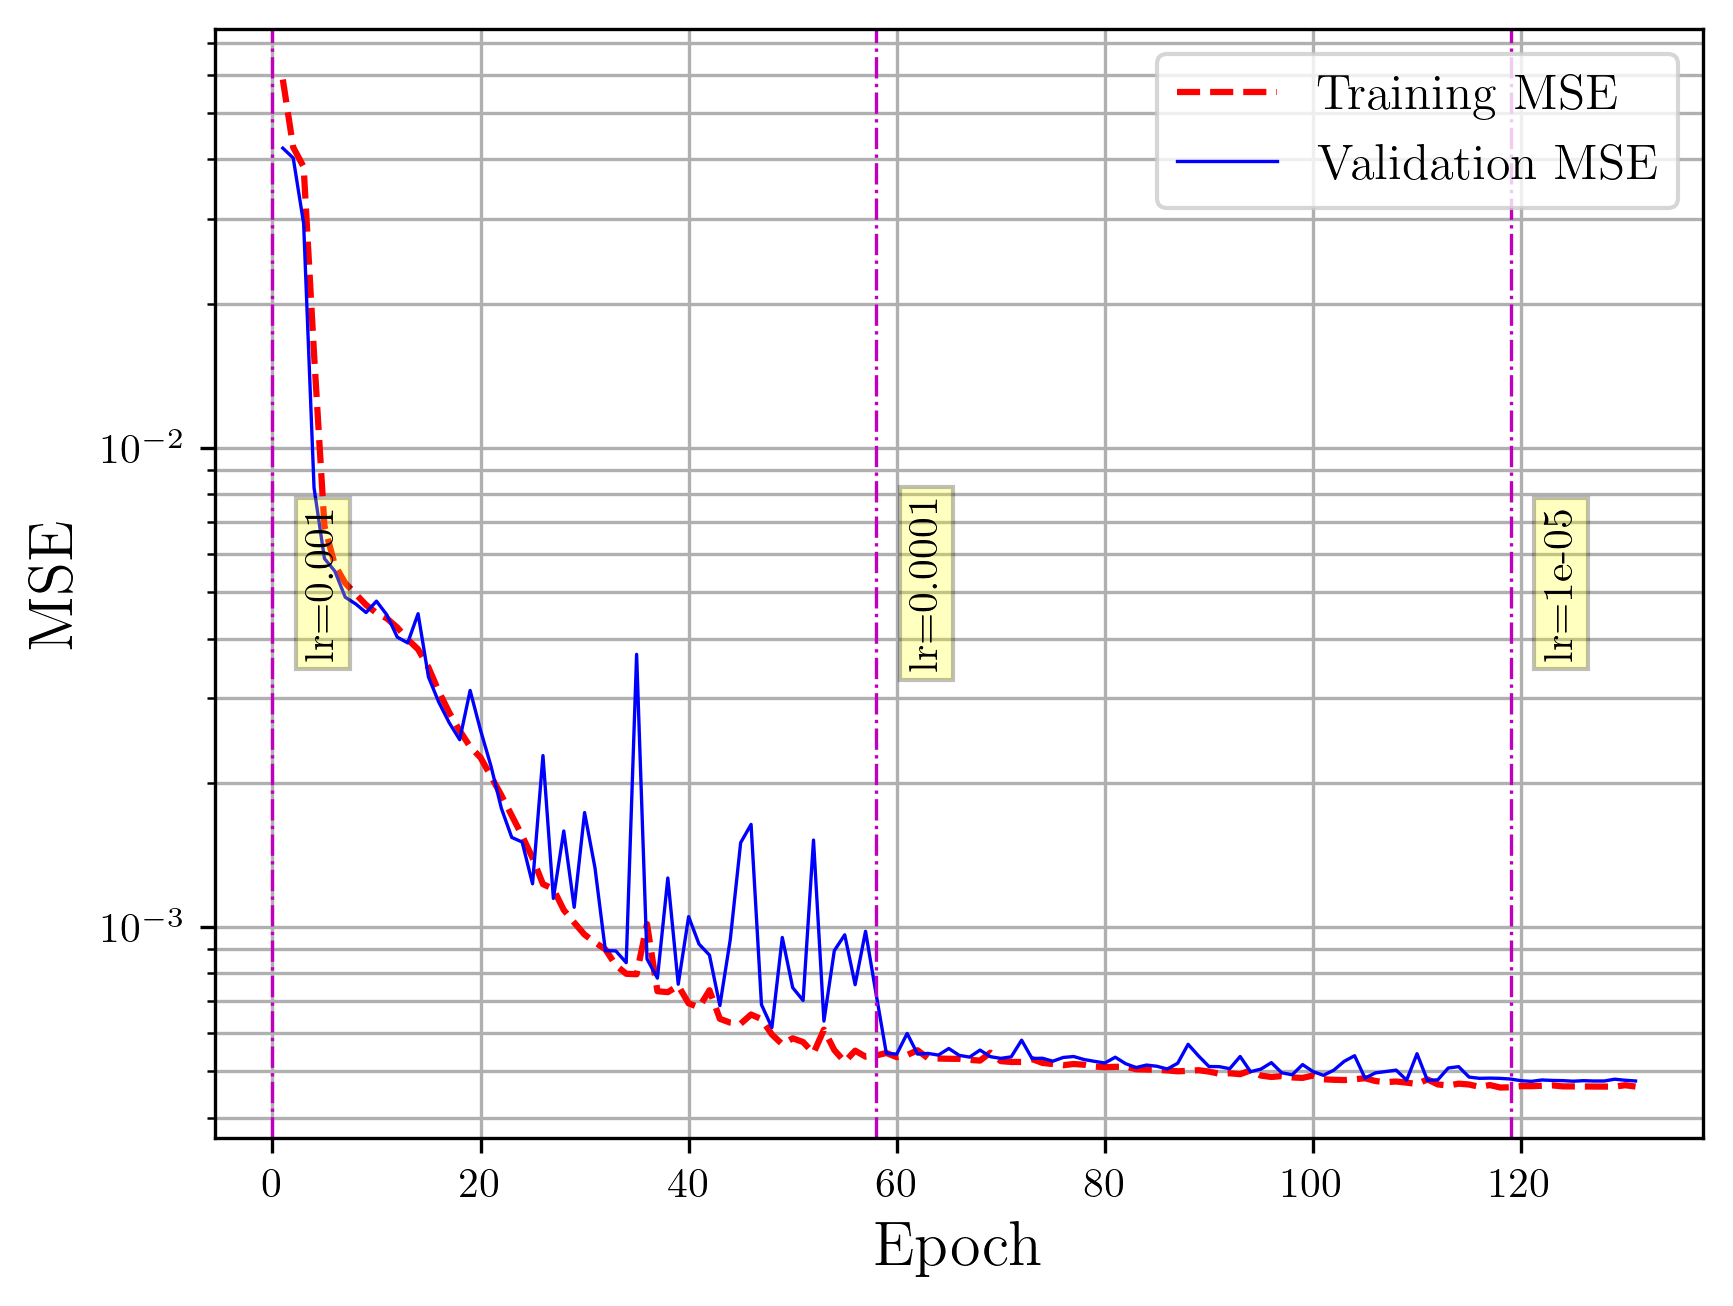 Training MSE
Validation MSE
MSE
10⁻²
10⁻³
lr=0.001
lr=0.0001
lr=1e-05
0 20 40 60 80 100 120
Epoch